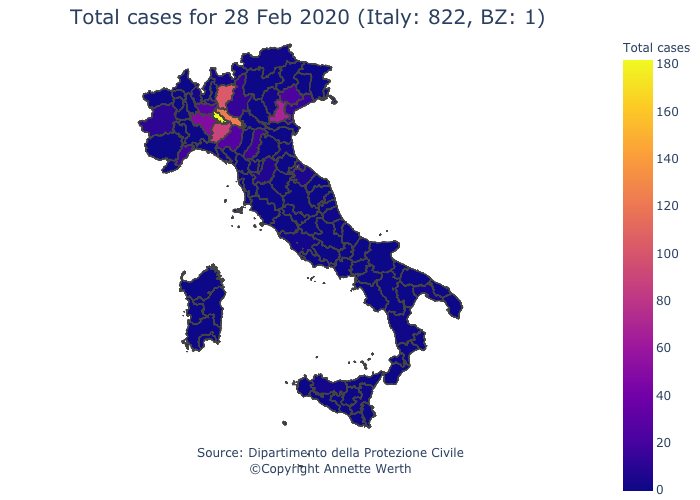 Total cases for 28 Feb 2020 (Italy: 822, BZ: 1)
Total cases
180
160
140
120
100
80
60
40
20
0
Source: Dipartimento della Protezione Civile
©Copyright Annette Werth